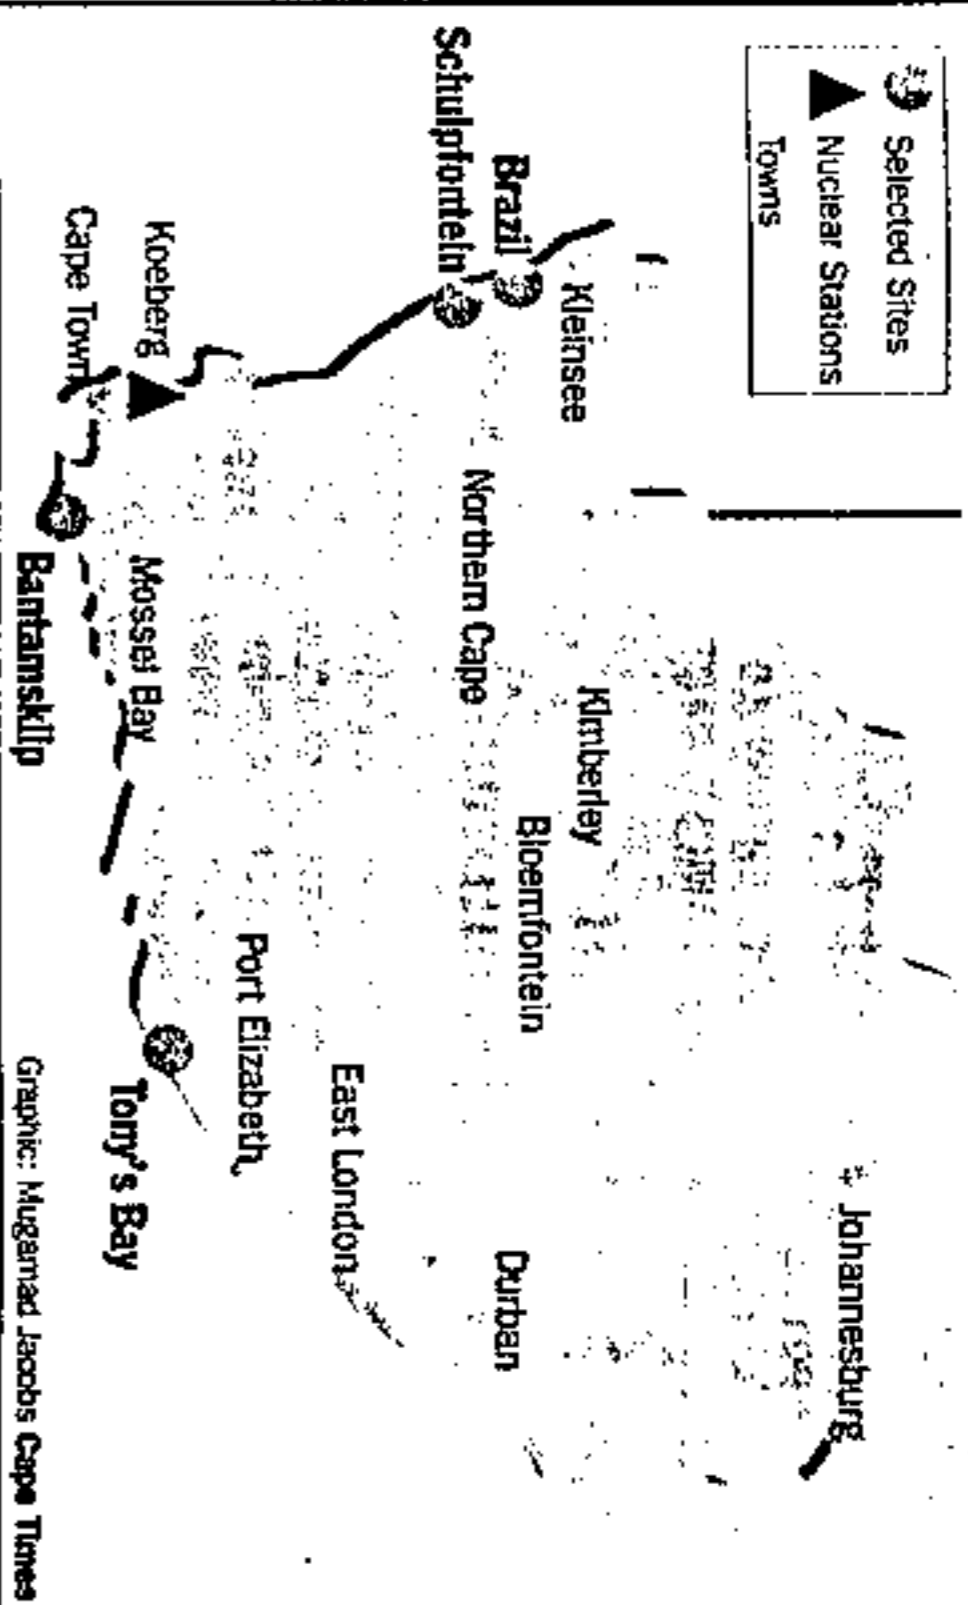 Selected Sites
Nuclear Stations
Towns
Johannesburg
Kleinsee
Kimberley
Brazil
Bloemfontein
Durban
Schulpfontein
Northern Cape
East London
Port Elizabeth
Koeberg
Mossel Bay
Tony's Bay
Cape Town
Bantamsklip
Graphic: Mugamad Jacobs Cape Times